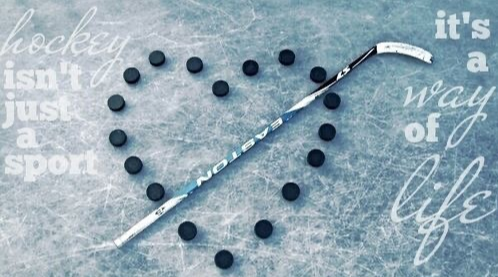 hockey
isn't
just
a
sport
it's
a
way
of
life
EASTON